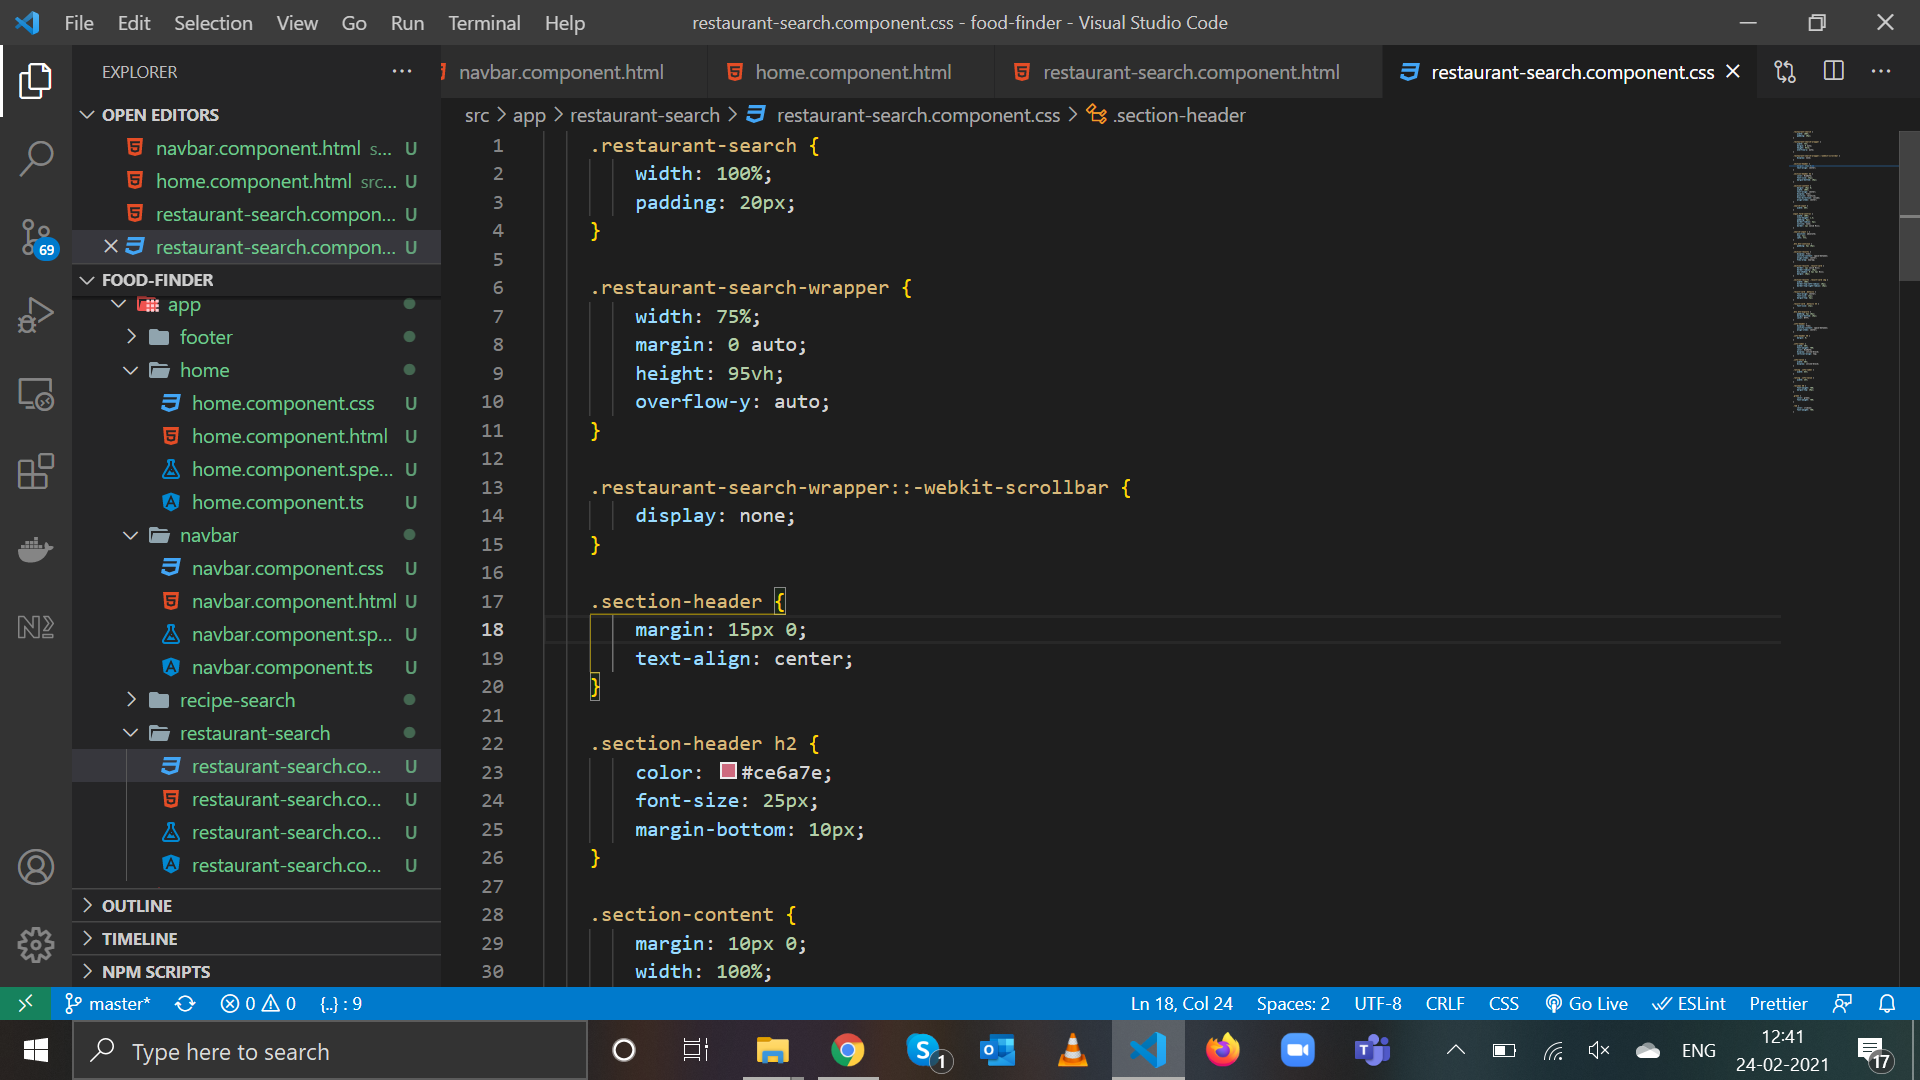 File Edit Selection View Go Run Terminal Help restaurant-search.component.css - food-finder - Visual Studio Code
EXPLORER
navbar.component.html home.component.html restaurant-search.component.html restaurant-search.component.css
OPEN EDITORS
navbar.component.html s... U
home.component.html src... U
restaurant-search.compon... U
restaurant-search.compon... U
FOOD-FINDER
app
footer
home
home.component.css U
home.component.html U
home.component.spe... U
home.component.ts U
navbar
navbar.component.css U
navbar.component.html U
navbar.component.sp... U
navbar.component.ts U
recipe-search
restaurant-search
restaurant-search.co... U
restaurant-search.co... U
restaurant-search.co... U
restaurant-search.co... U
OUTLINE
TIMELINE
NPM SCRIPTS
69
src > app > restaurant-search > restaurant-search.component.css > .section-header
1 .restaurant-search {
2 width: 100%;
3 padding: 20px;
4 }
5
6 .restaurant-search-wrapper {
7 width: 75%;
8 margin: 0 auto;
9 height: 95vh;
10 overflow-y: auto;
11 }
12
13 .restaurant-search-wrapper::-webkit-scrollbar {
14 display: none;
15 }
16
17 .section-header {
18 margin: 15px 0;
19 text-align: center;
20 }
21
22 .section-header h2 {
23 color: #ce6a7e;
24 font-size: 25px;
25 margin-bottom: 10px;
26 }
27
28 .section-content {
29 margin: 10px 0;
30 width: 100%;
master* 0 0 {..} : 9 Ln 18, Col 24 Spaces: 2 UTF-8 CRLF CSS Go Live ESLint Prettier
Type here to search 1 ENG 12:41
24-02-2021 17